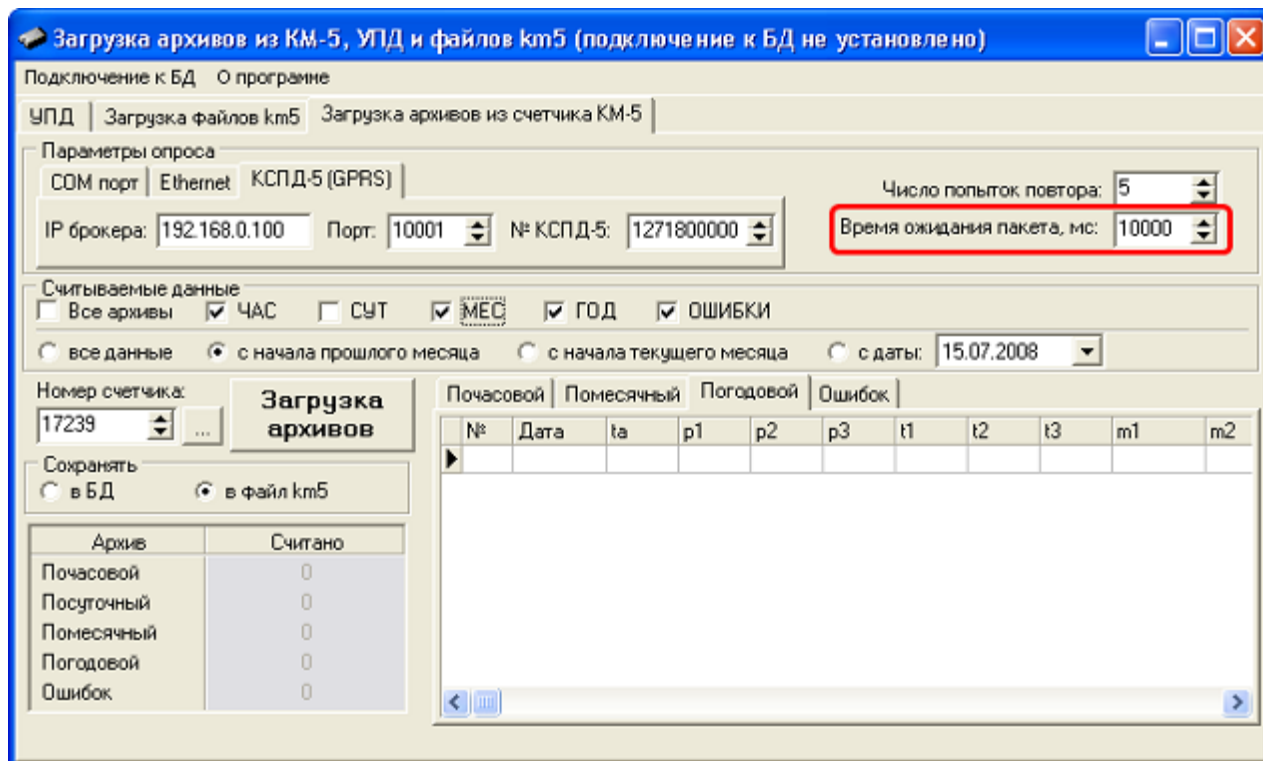 Загрузка архивов из КМ-5, УПД и файлов km5 (подключение к БД не установлено)
Подключение к БД О программе
УПД Загрузка файлов km5 Загрузка архивов из счетчика КМ-5
Параметры опроса
COM порт Ethernet КСПД-5 (GPRS)
Число попыток повтора: 5
IP брокера: 192.168.0.100 Порт: 10001 № КСПД-5: 1271800000
Время ожидания пакета, мс: 10000
Считываемые данные
Все архивы ЧАС СУТ МЕС ГОД ОШИБКИ
все данные с начала прошлого месяца с начала текущего месяца с даты: 15.07.2008
Номер счетчика:
17239 ...
Загрузка
архивов
Сохранять
в БД в файл km5
Архив Считано
Почасовой 0
Посуточный 0
Помесячный 0
Погодовой 0
Ошибок 0
Почасовой Помесячный Погодовой Ошибок
№ Дата ta p1 p2 p3 t1 t2 t3 m1 m2